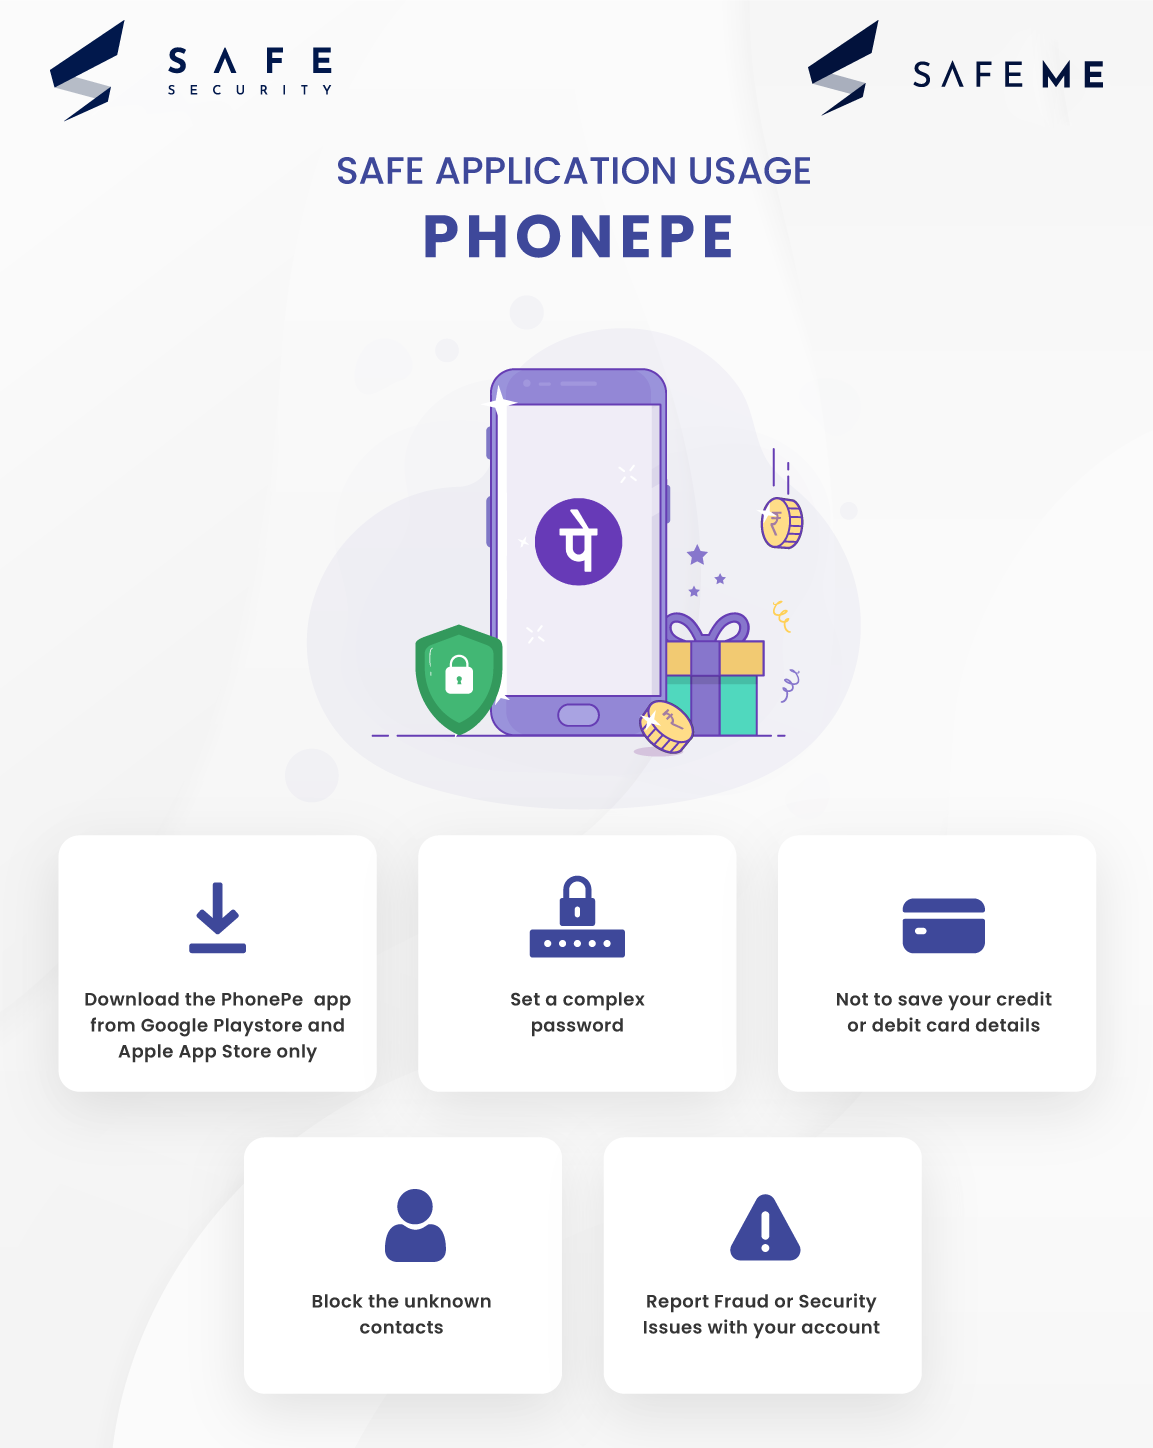 SAFE
SECURITY
SAFE ME
SAFE APPLICATION USAGE
PHONEPE
पे
₹
₹
Download the PhonePe app
from Google Playstore and
Apple App Store only
Set a complex
password
Not to save your credit
or debit card details
Block the unknown
contacts
Report Fraud or Security
Issues with your account